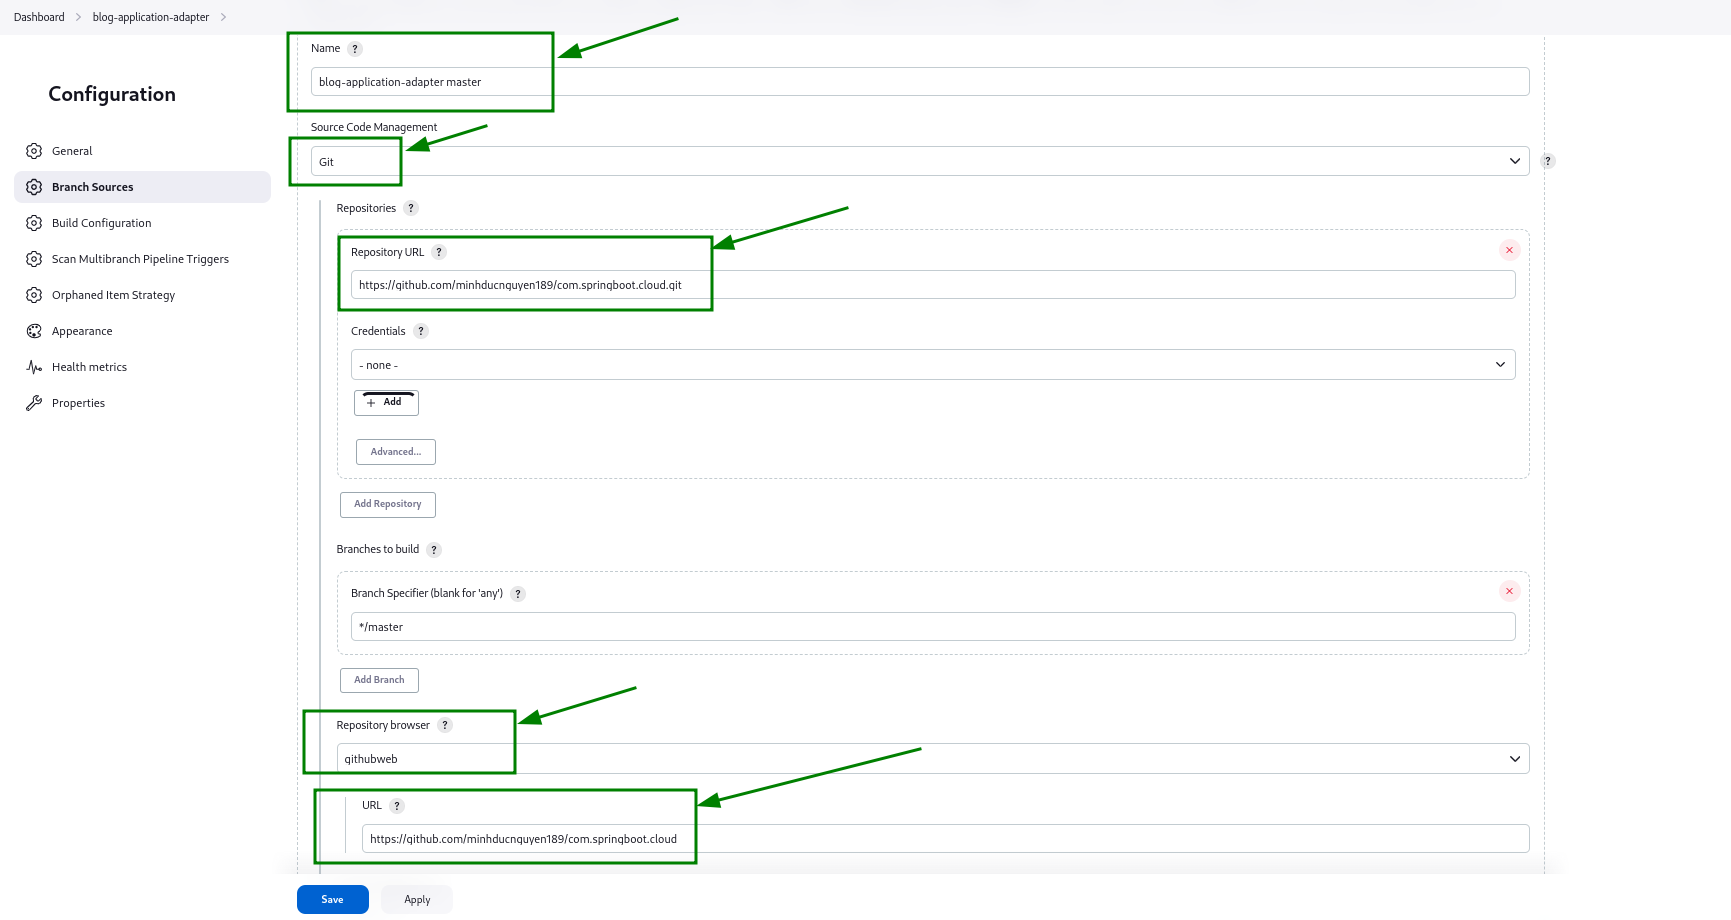 Dashboard > blog-application-adapter >
Configuration
General
Branch Sources
Build Configuration
Scan Multibranch Pipeline Triggers
Orphaned Item Strategy
Appearance
Health metrics
Properties
Name ?
blog-application-adapter master
Source Code Management
Git
?
Repositories ?
Repository URL ?
https://github.com/minhducnguyen189/com.springboot.cloud.git
Credentials ?
- none -
+ Add
Advanced...
Add Repository
Branches to build ?
Branch Specifier (blank for 'any') ?
*/master
Add Branch
Repository browser ?
githubweb
URL ?
https://github.com/minhducnguyen189/com.springboot.cloud
Save Apply